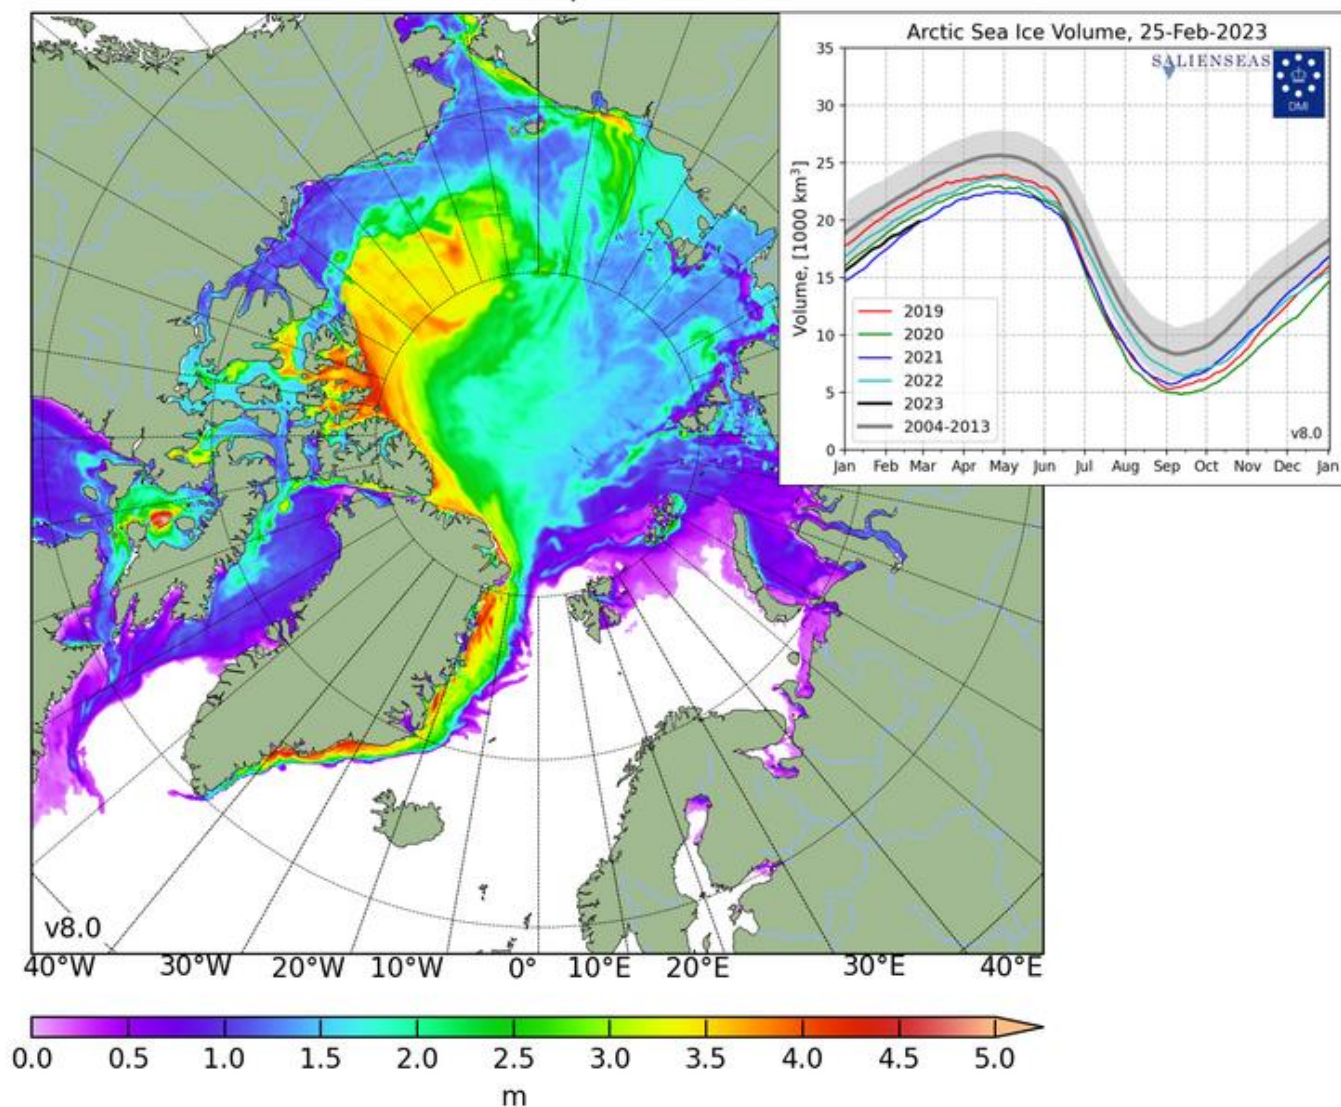 Arctic Sea Ice Volume, 25-Feb-2023
SALIENSEAS
DMI
35
30
25
20
15
10
5
0
Volume, [1000 km³]
2019
2020
2021
2022
2023
2004-2013
v8.0
Jan Feb Mar Apr May Jun Jul Aug Sep Oct Nov Dec Jan
v8.0
40°W 30°W 20°W 10°W 0° 10°E 20°E 30°E 40°E
0.0 0.5 1.0 1.5 2.0 2.5 3.0 3.5 4.0 4.5 5.0
m